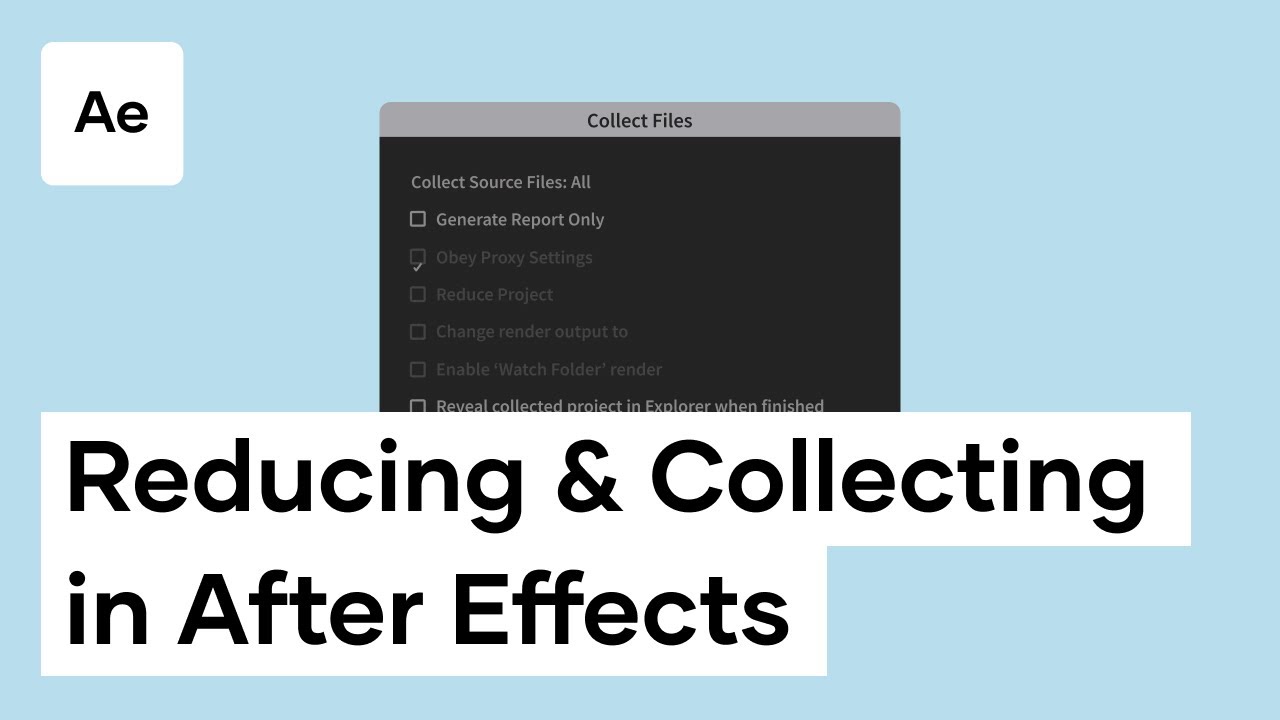 Ae
Collect Files
Collect Source Files: All
Generate Report Only
Obey Proxy Settings
Reduce Project
Change render output to
Enable ‘Watch Folder’ render
Reveal collected project in Explorer when finished
Reducing & Collecting
in After Effects